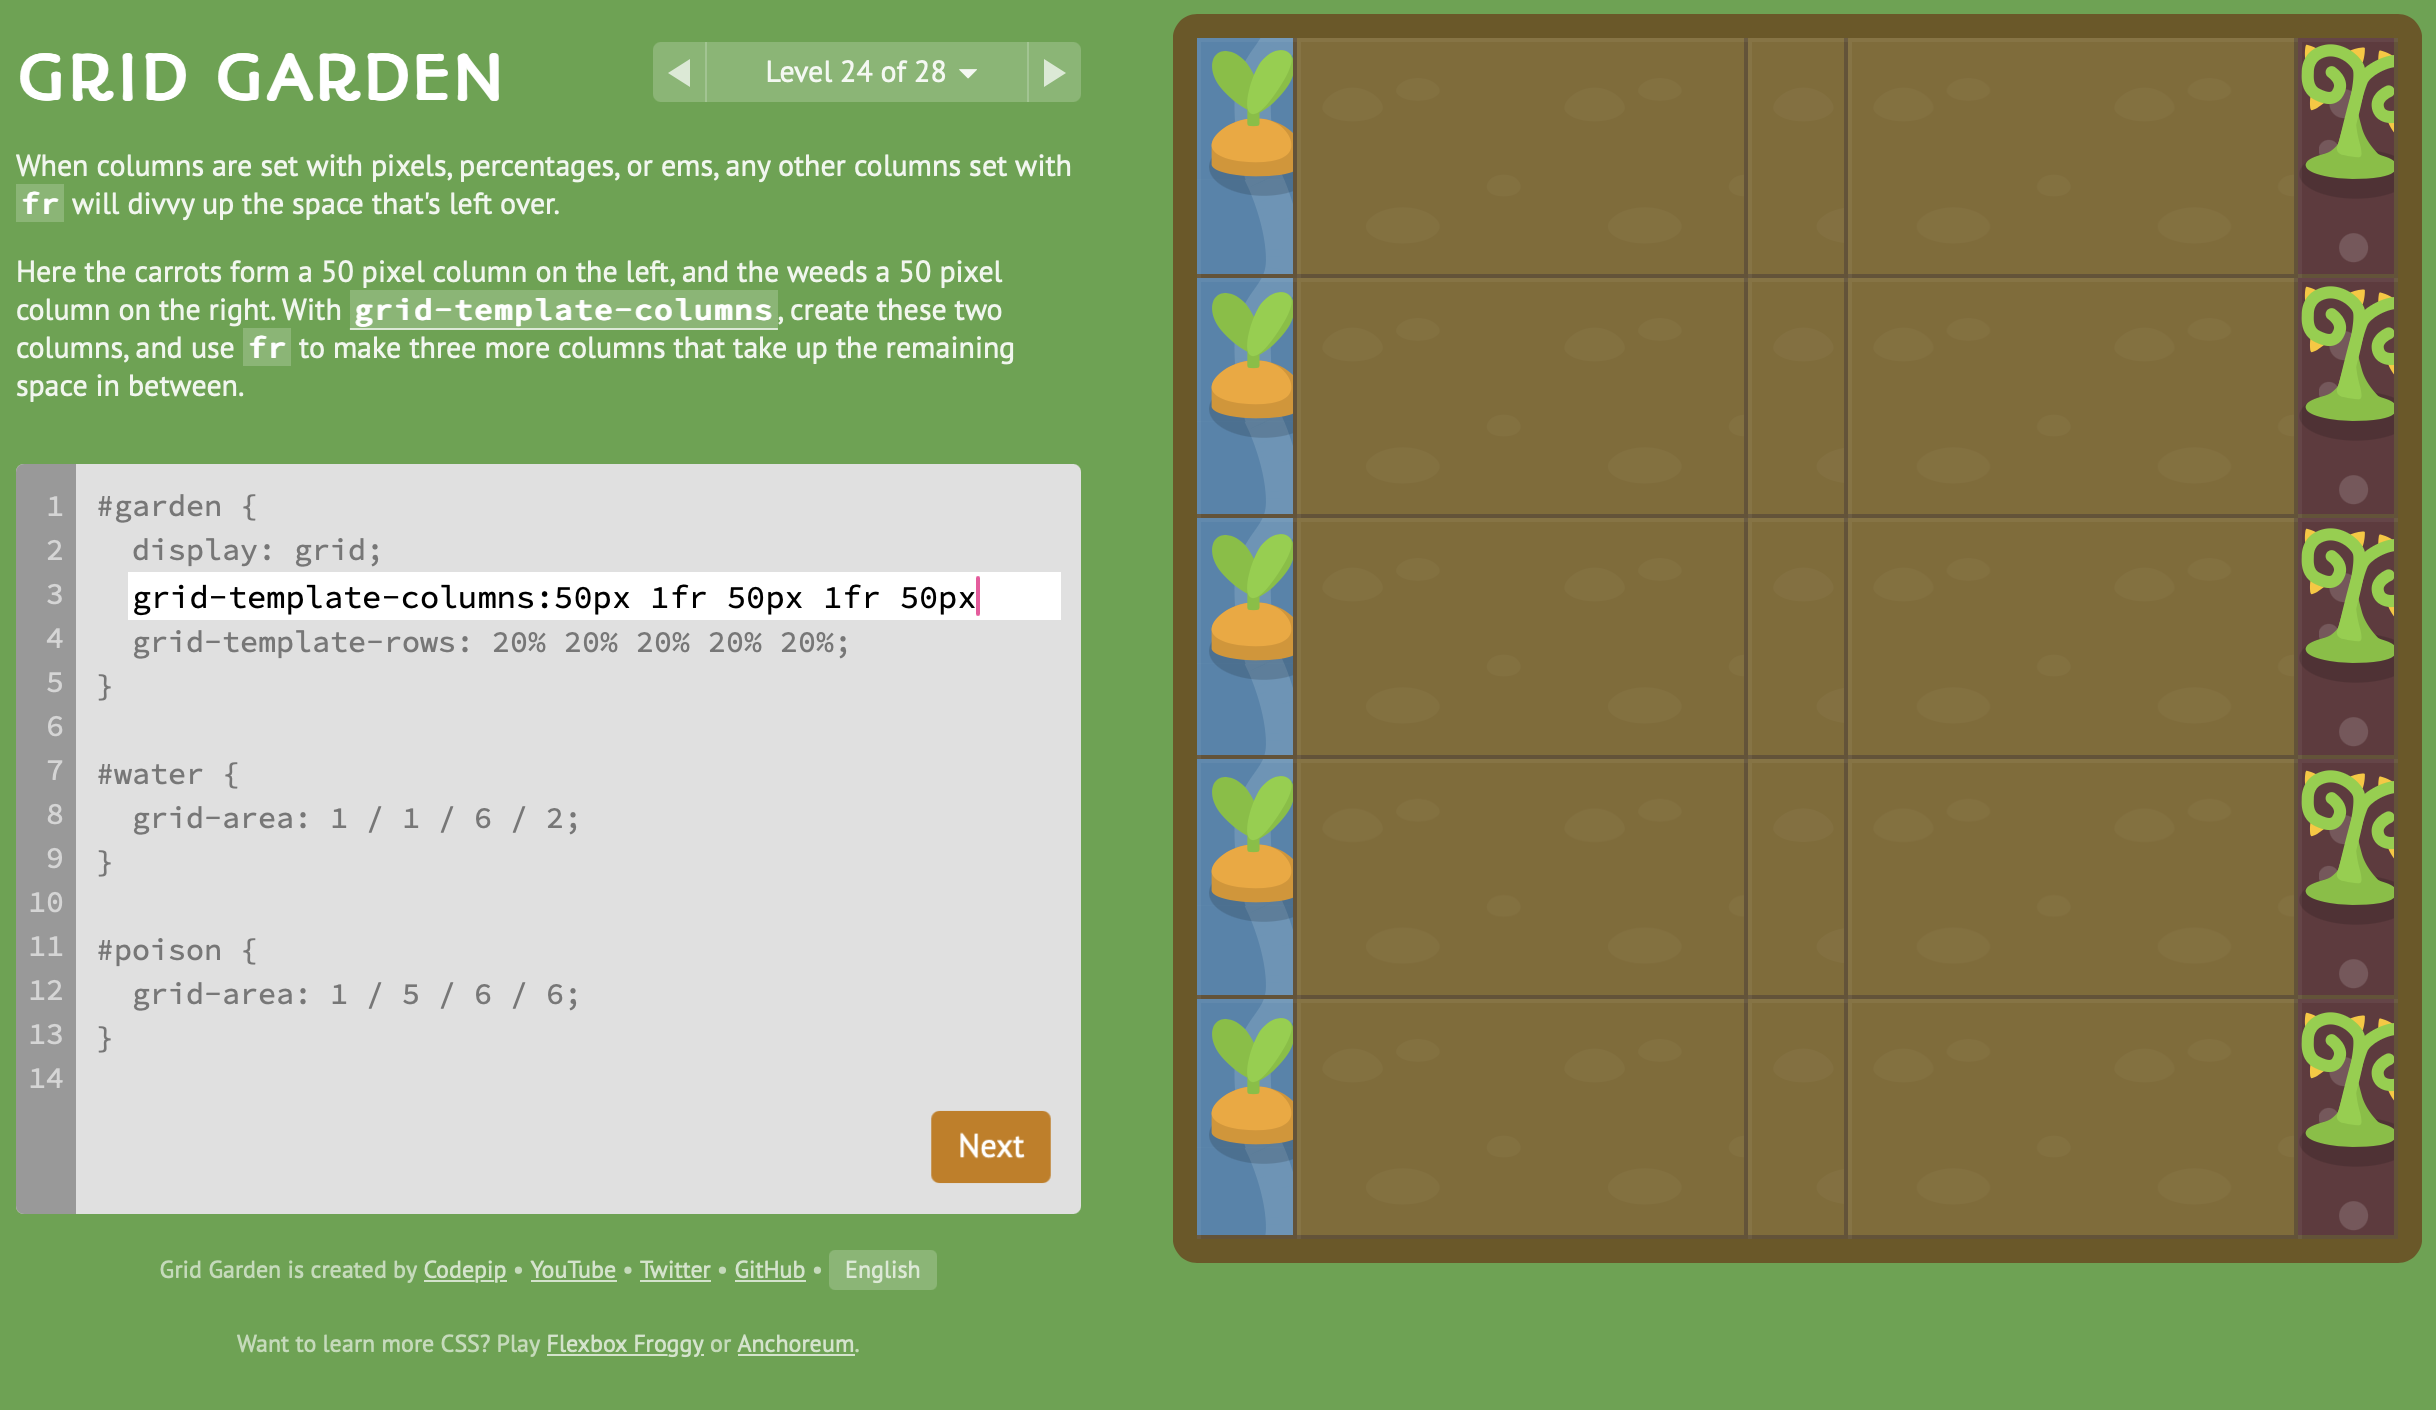 GRID GARDEN
Level 24 of 28
When columns are set with pixels, percentages, or ems, any other columns set with
fr will divvy up the space that's left over.
Here the carrots form a 50 pixel column on the left, and the weeds a 50 pixel
column on the right. With grid-template-columns, create these two
columns, and use fr to make three more columns that take up the remaining
space in between.
1 #garden {
2 display: grid;
3 grid-template-columns:50px 1fr 50px 1fr 50px
4 grid-template-rows: 20% 20% 20% 20% 20%;
5 }
6
7 #water {
8 grid-area: 1 / 1 / 6 / 2;
9 }
10
11 #poison {
12 grid-area: 1 / 5 / 6 / 6;
13 }
14
Next
Grid Garden is created by Codepip • YouTube • Twitter • GitHub • English
Want to learn more CSS? Play Flexbox Froggy or Anchoreum.